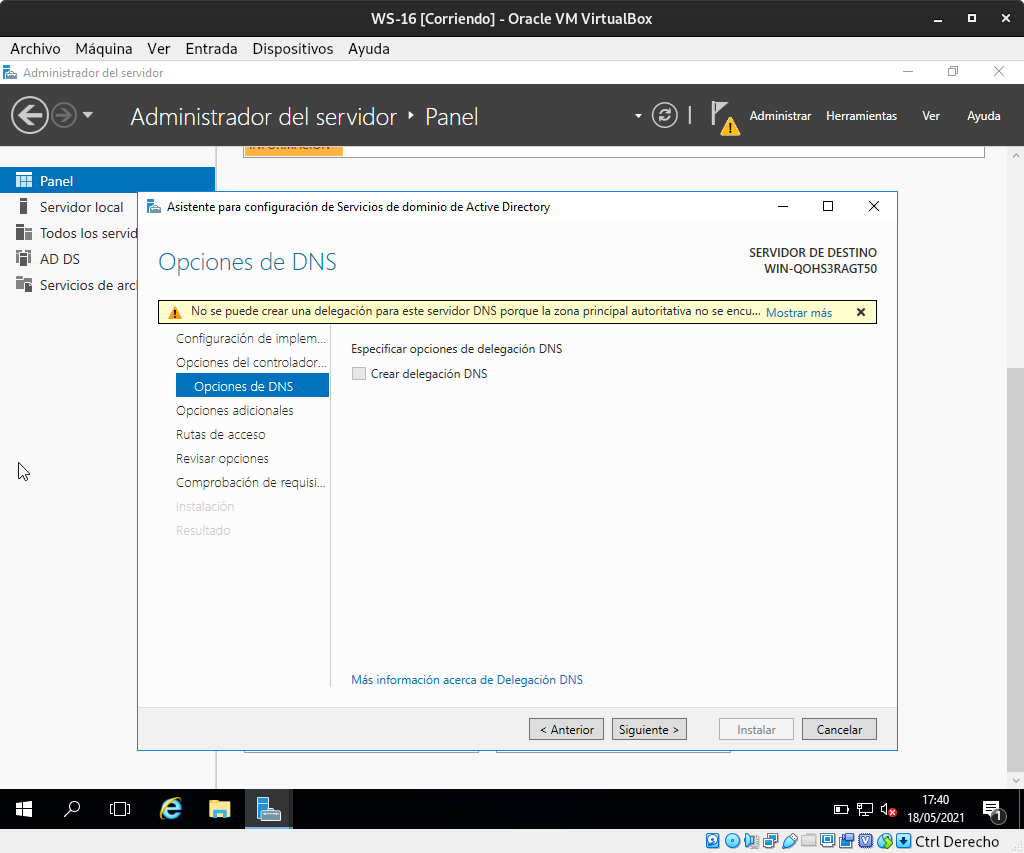 WS-16 [Corriendo] - Oracle VM VirtualBox
Archivo Máquina Ver Entrada Dispositivos Ayuda
Administrador del servidor
Administrador del servidor Panel
Administrar Herramientas Ver Ayuda
INFORMACIÓN
Panel
Servidor local
Todos los servid
AD DS
Servicios de arc
Asistente para configuración de Servicios de dominio de Active Directory
Opciones de DNS
SERVIDOR DE DESTINO
WIN-QOHS3RAGT50
No se puede crear una delegación para este servidor DNS porque la zona principal autoritativa no se encu... Mostrar más
Configuración de implem...
Opciones del controlador...
Opciones de DNS
Opciones adicionales
Rutas de acceso
Revisar opciones
Comprobación de requisi...
Instalación
Resultado
Especificar opciones de delegación DNS
Crear delegación DNS
Más información acerca de Delegación DNS
< Anterior Siguiente > Instalar Cancelar
17:40
18/05/2021
1
Ctrl Derecho